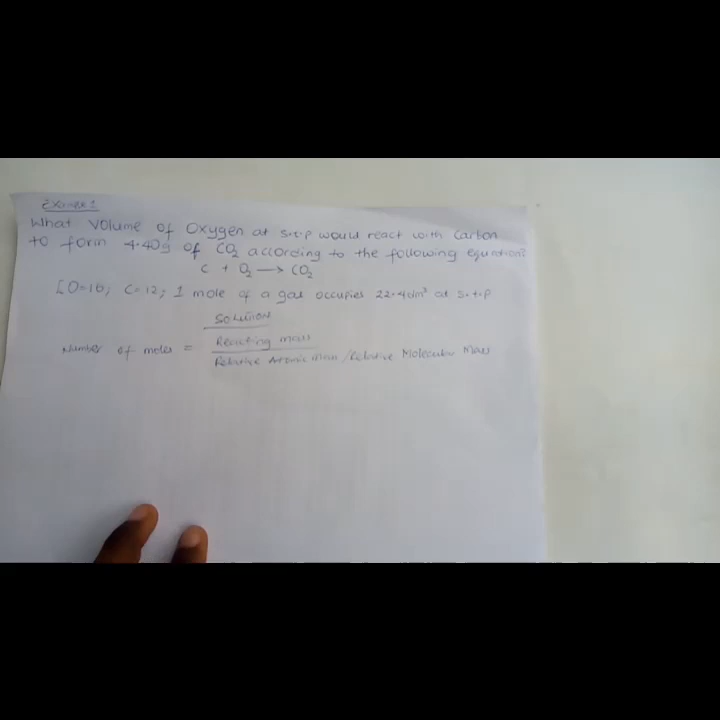 Example 1
What volume of Oxygen at s.t.p would react with Carbon
to form 4.40g of CO₂ according to the following equation?
C + O₂ → CO₂
[O=16; C=12; 1 mole of a gas occupies 22.4dm³ at s.t.p
SOLUTION
Number of moles = Reacting mass
Relative Atomic Mass / Relative Molecular Mass